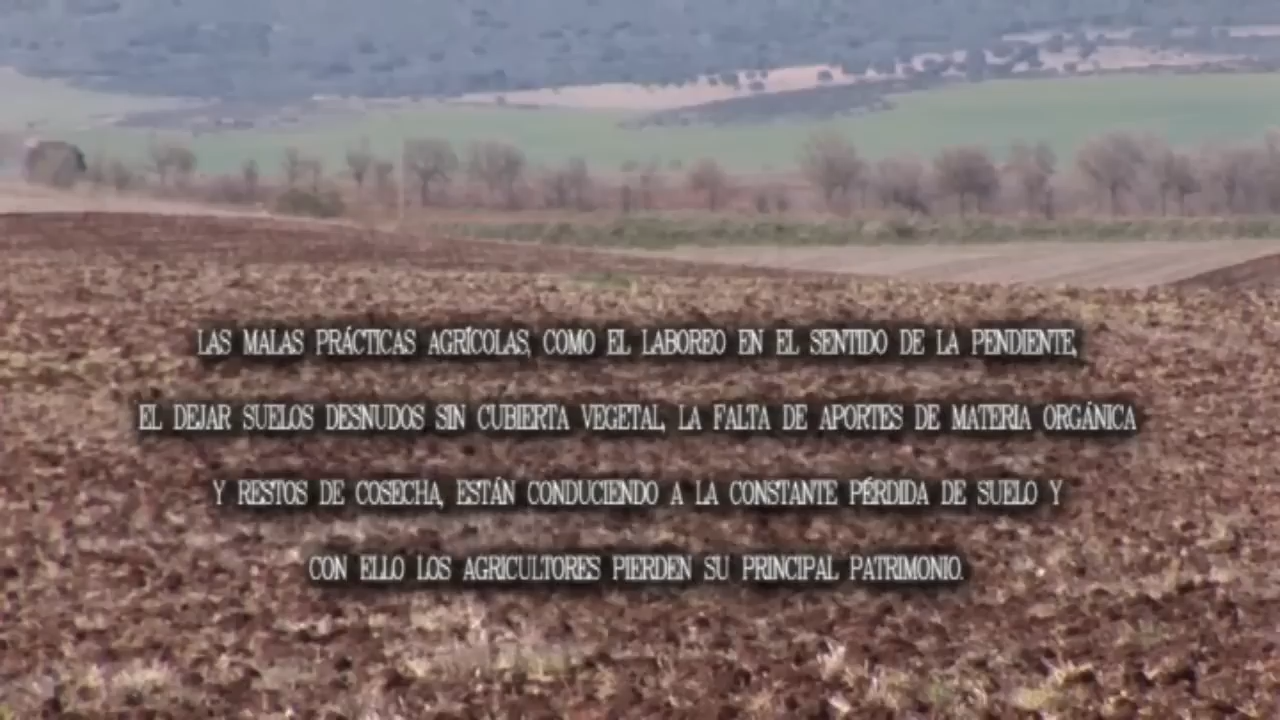 LAS MALAS PRÁCTICAS AGRÍCOLAS, COMO EL LABOREO EN EL SENTIDO DE LA PENDIENTE,
EL DEJAR SUELOS DESNUDOS SIN CUBIERTA VEGETAL, LA FALTA DE APORTES DE MATERIA ORGÁNICA
Y RESTOS DE COSECHA, ESTÁN CONDUCIENDO A LA CONSTANTE PÉRDIDA DE SUELO Y
CON ELLO LOS AGRICULTORES PIERDEN SU PRINCIPAL PATRIMONIO.